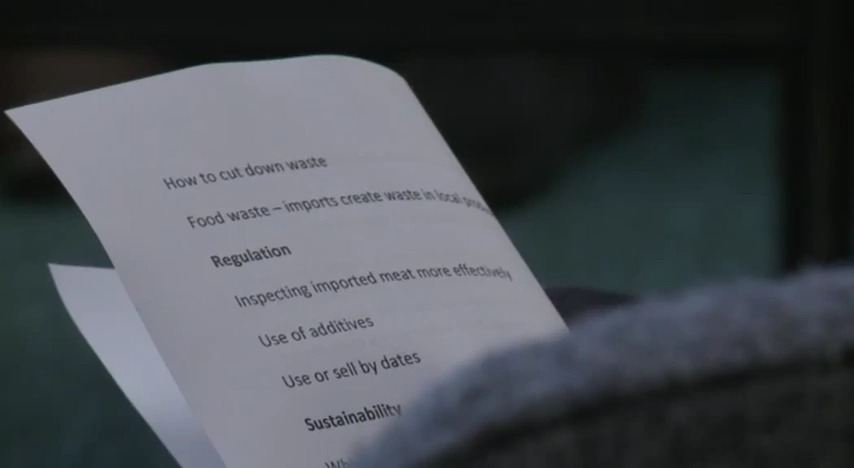 How to cut down waste
Food waste – imports create waste in local
Regulation
Inspecting imported meat more effectively
Use of additives
Use or sell by dates
Sustainability